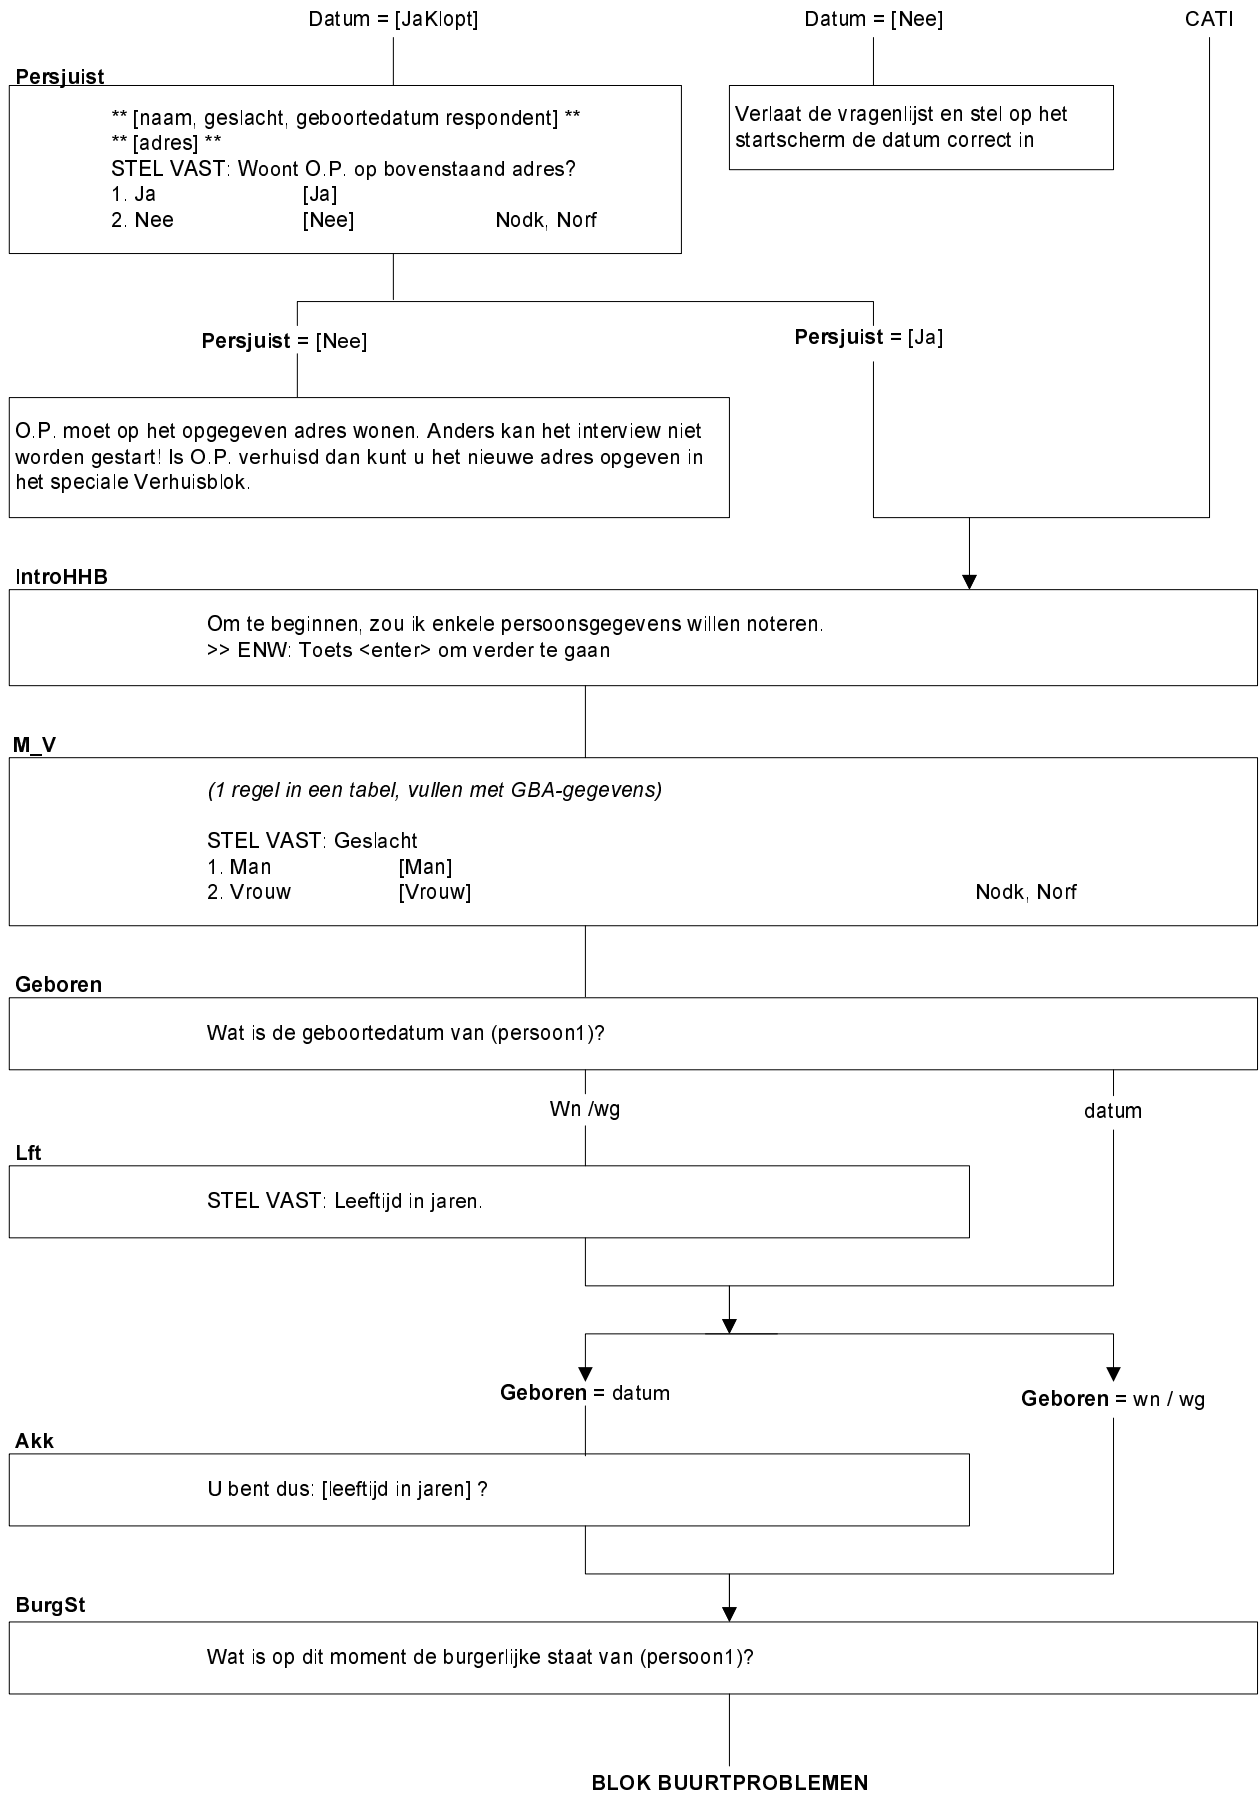 Datum = [JaKlopt]
Datum = [Nee]
CATI
Persjuist
** [naam, geslacht, geboortedatum respondent] **
** [adres] **
STEL VAST: Woont O.P. op bovenstaand adres?
1. Ja [Ja]
2. Nee [Nee] Nodk, Norf
Verlaat de vragenlijst en stel op het
startscherm de datum correct in
Persjuist = [Nee]
Persjuist = [Ja]
O.P. moet op het opgegeven adres wonen. Anders kan het interview niet
worden gestart! Is O.P. verhuisd dan kunt u het nieuwe adres opgeven in
het speciale Verhuisblok.
IntroHHB
Om te beginnen, zou ik enkele persoonsgegevens willen noteren.
>> ENW: Toets <enter> om verder te gaan
M_V
(1 regel in een tabel, vullen met GBA-gegevens)
STEL VAST: Geslacht
1. Man [Man]
2. Vrouw [Vrouw] Nodk, Norf
Geboren
Wat is de geboortedatum van (persoon1)?
Wn /wg
datum
Lft
STEL VAST: Leeftijd in jaren.
Geboren = datum
Geboren = wn / wg
Akk
U bent dus: [leeftijd in jaren] ?
BurgSt
Wat is op dit moment de burgerlijke staat van (persoon1)?
BLOK BUURTPROBLEMEN